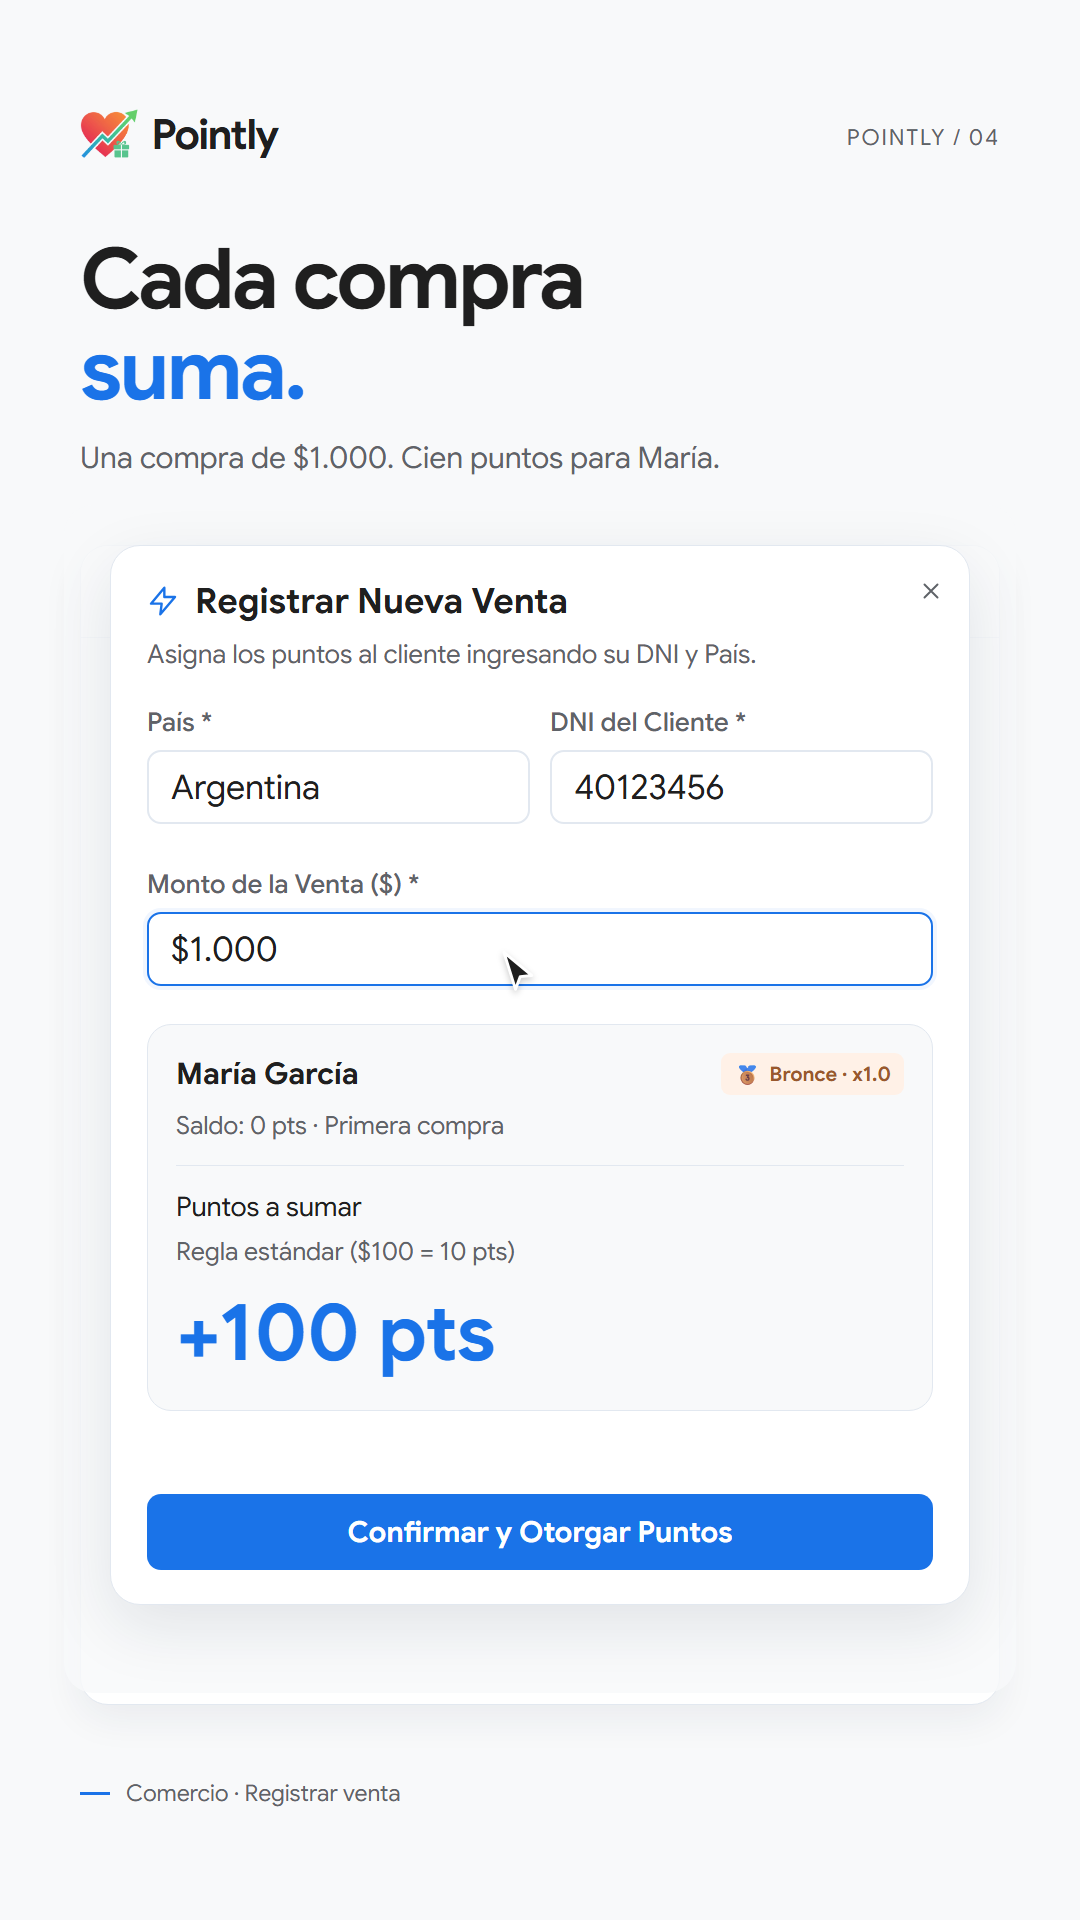 Pointly
POINTLY / 04
Cada compra
suma.
Una compra de $1.000. Cien puntos para María.
Registrar Nueva Venta
Asigna los puntos al cliente ingresando su DNI y País.
País *
DNI del Cliente *
Argentina
40123456
Monto de la Venta ($) *
$1.000
María García
3 Bronce · x1.0
Saldo: 0 pts · Primera compra
Puntos a sumar
Regla estándar ($100 = 10 pts)
+100 pts
Confirmar y Otorgar Puntos
Comercio · Registrar venta